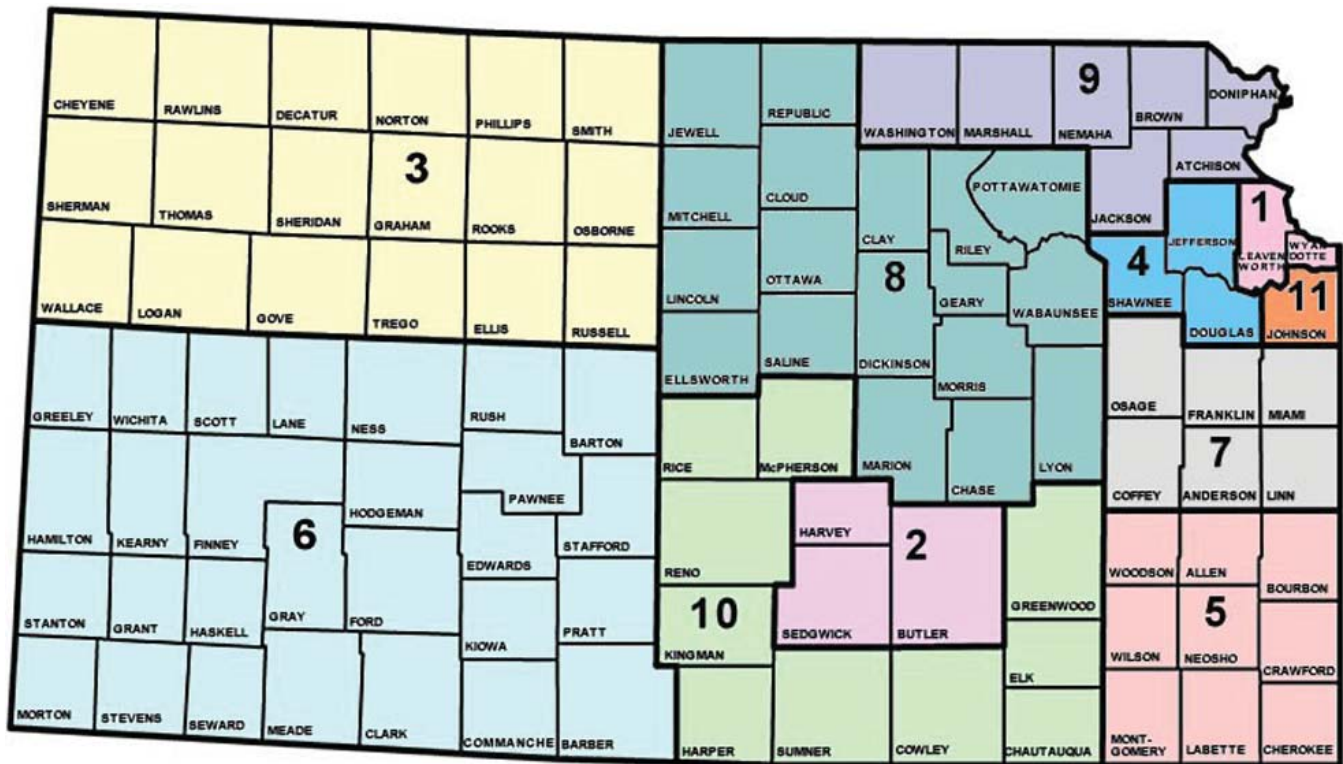 CHEYENE
RAWLINS
DECATUR
NORTON
PHILLIPS
SMITH
SHERMAN
THOMAS
SHERIDAN
3
GRAHAM
ROOKS
OSBORNE
WALLACE
LOGAN
GOVE
TREGO
ELLIS
RUSSELL
JEWELL
REPUBLIC
MITCHELL
CLOUD
LINCOLN
OTTAWA
ELLSWORTH
SALINE
CLAY
RILEY
POTTAWATOMIE
8
DICKINSON
GEARY
WABAUNSEE
MORRIS
MARION
CHASE
LYON
WASHINGTON
MARSHALL
9
NEMAHA
BROWN
DONIPHAN
JACKSON
ATCHISON
JEFFERSON
4
SHAWNEE
DOUGLAS
1
LEAVEN
WORTH
WYAN
DOTTE
11
JOHNSON
GREELEY
WICHITA
SCOTT
LANE
NESS
RUSH
BARTON
HAMILTON
KEARNY
FINNEY
HODGEMAN
PAWNEE
STAFFORD
6
EDWARDS
STANTON
GRANT
HASKELL
GRAY
FORD
KIOWA
PRATT
MORTON
STEVENS
SEWARD
MEADE
CLARK
COMMANCHE
BARBER
RICE
McPHERSON
RENO
10
KINGMAN
HARPER
SUMNER
COWLEY
GREENWOOD
ELK
CHAUTAUQUA
HARVEY
2
SEDGWICK
BUTLER
OSAGE
FRANKLIN
MIAMI
7
COFFEY
ANDERSON
LINN
WOODSON
ALLEN
BOURBON
5
WILSON
NEOSHO
CRAWFORD
MONT-
GOMERY
LABETTE
CHEROKEE